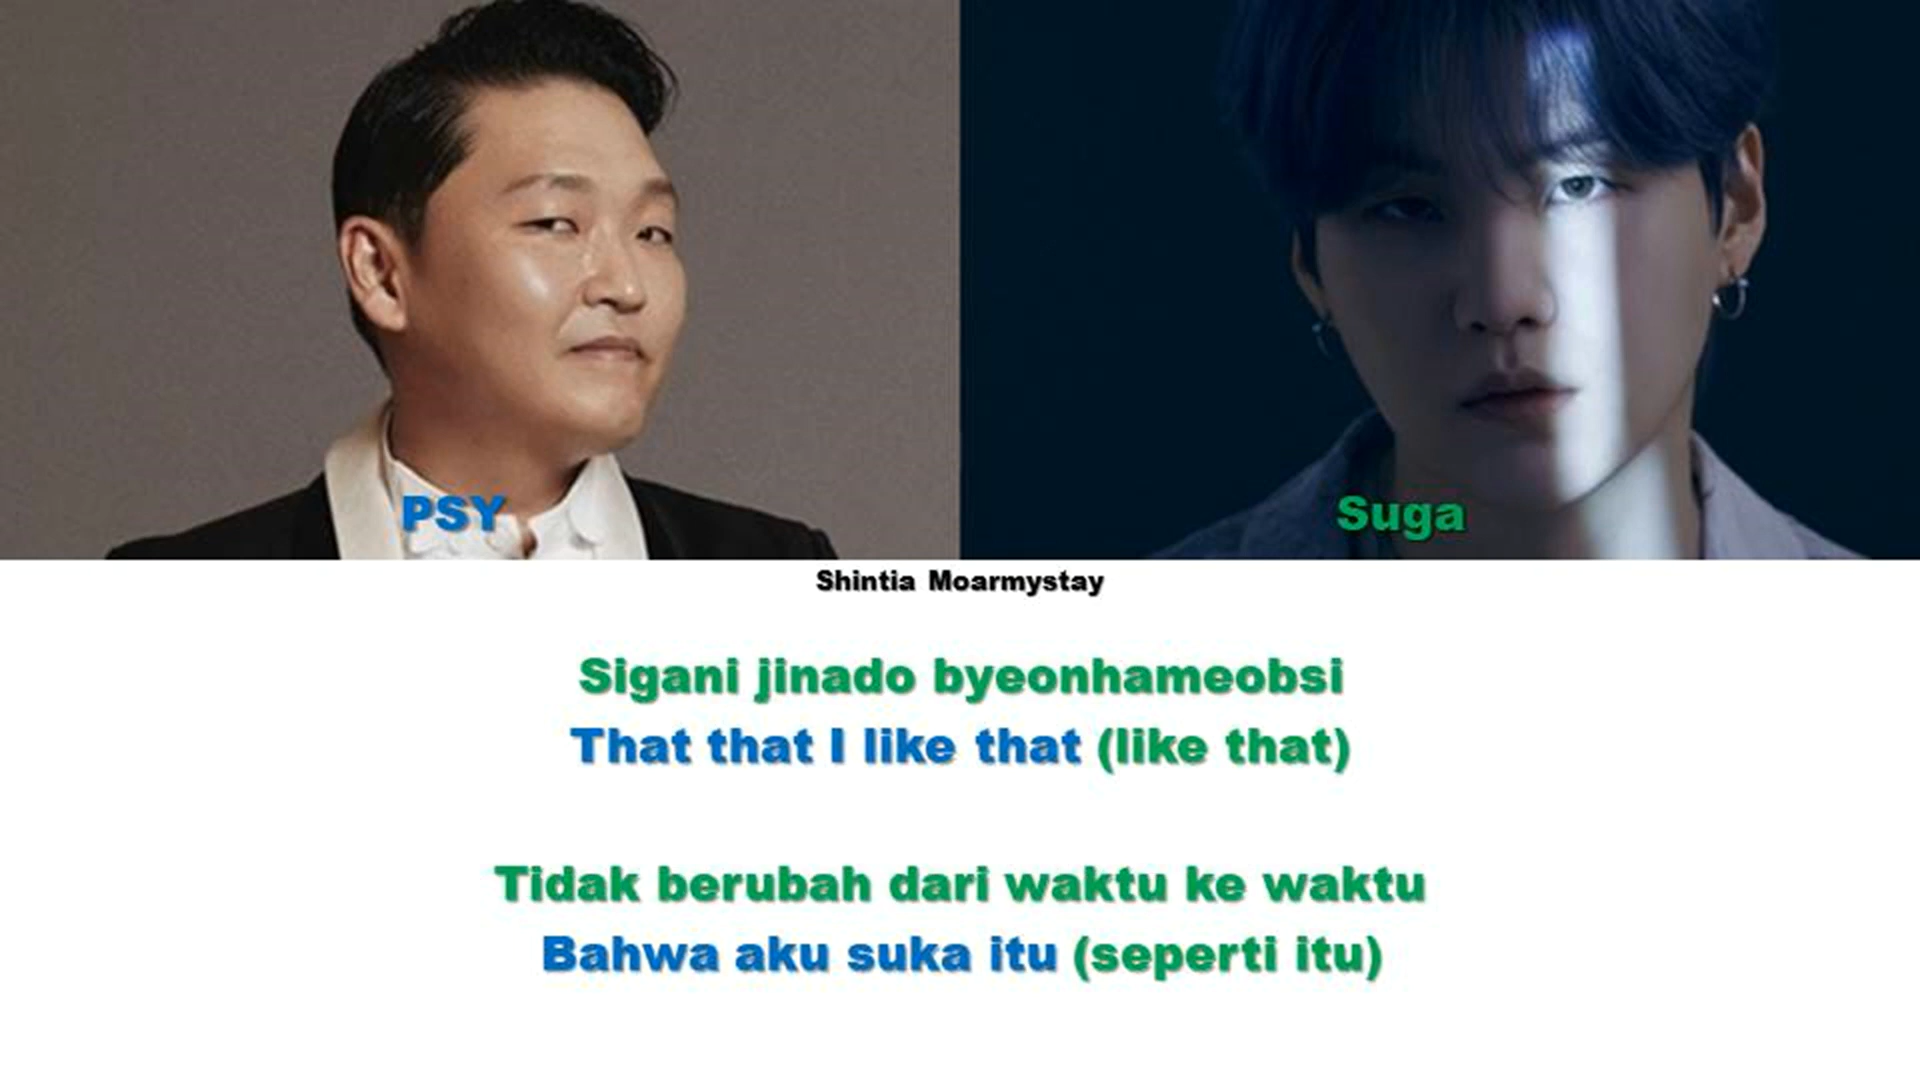 PSY
Suga
Shintia Moarmystay
Sigani jinado byeonhameobsi
That that I like that (like that)
Tidak berubah dari waktu ke waktu
Bahwa aku suka itu (seperti itu)